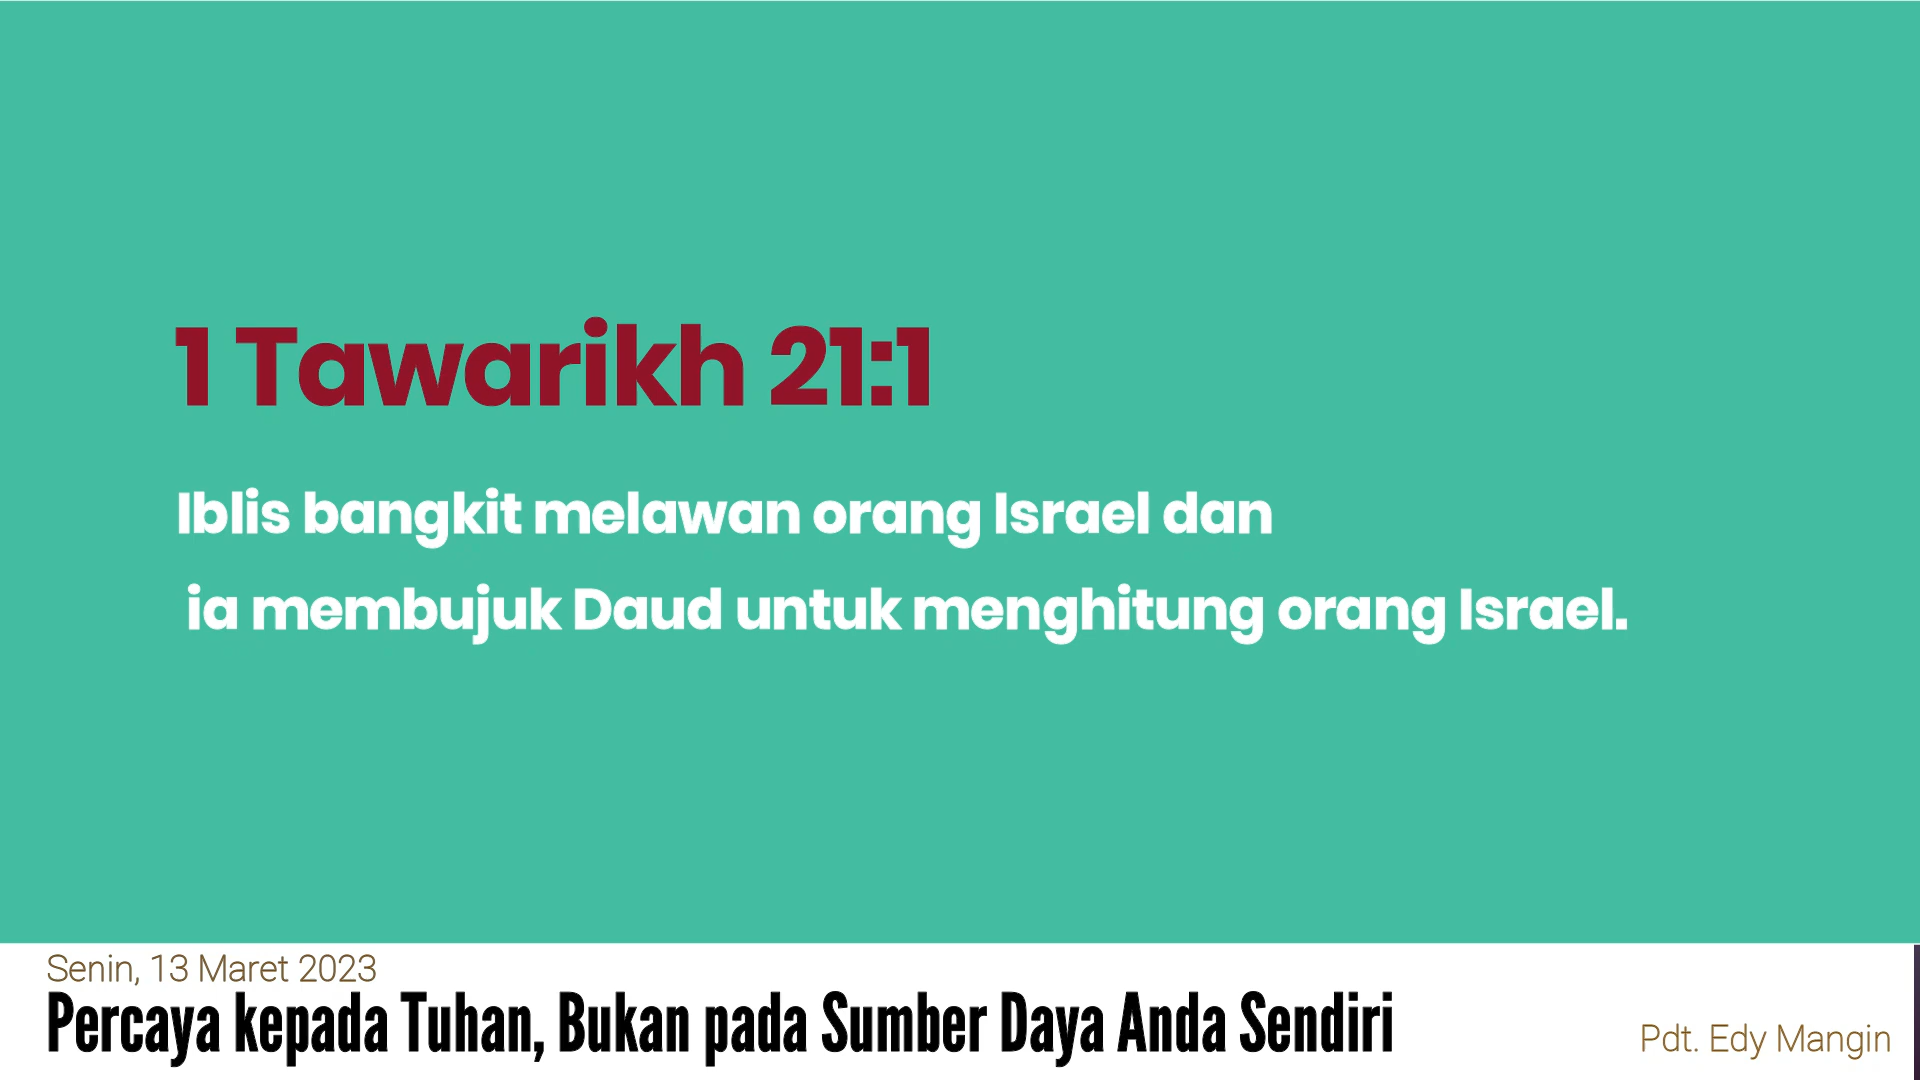 1 Tawarikh 21:1
Iblis bangkit melawan orang Israel dan
ia membujuk Daud untuk menghitung orang Israel.
Senin, 13 Maret 2023
Percaya kepada Tuhan, Bukan pada Sumber Daya Anda Sendiri
Pdt. Edy Mangin